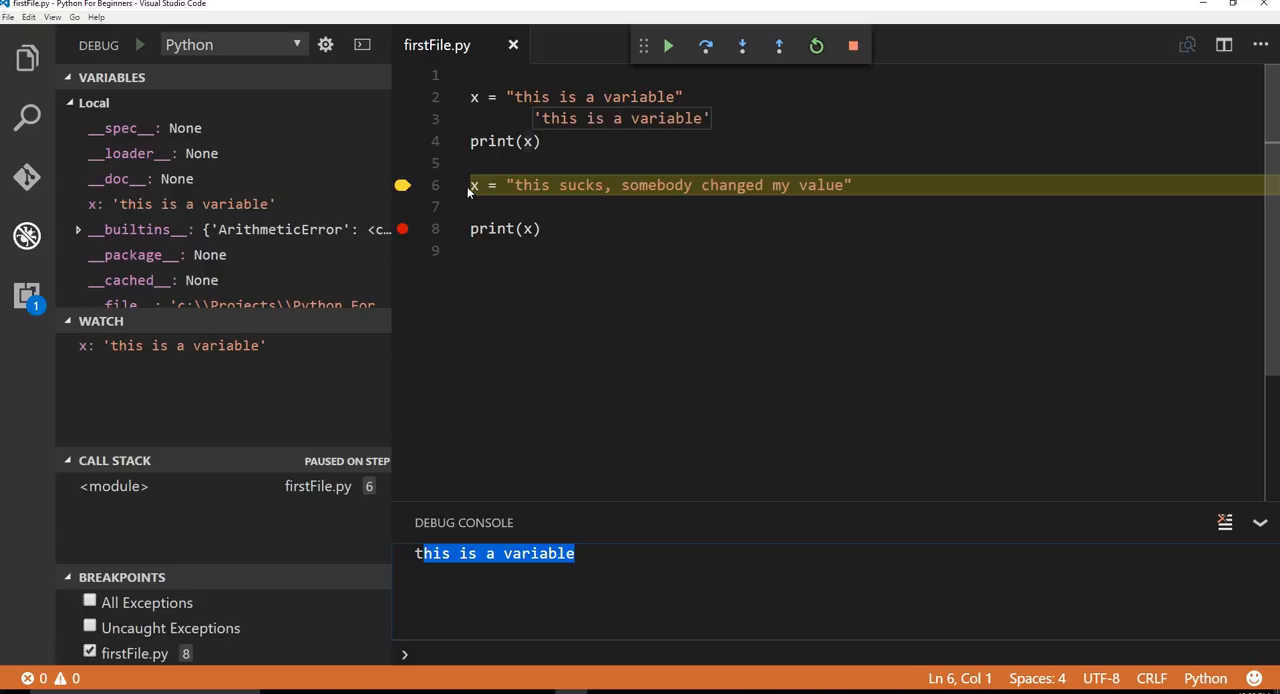 firstFile.py - Python For Beginners - Visual Studio Code
File Edit View Go Help
DEBUG Python
VARIABLES
Local
__spec__: None
__loader__: None
__doc__: None
x: 'this is a variable'
__builtins__: {'ArithmeticError': <c...
__package__: None
__cached__: None
__file__: 'c:\\Projects\\Python For
WATCH
x: 'this is a variable'
CALL STACK PAUSED ON STEP
<module> firstFile.py 6
BREAKPOINTS
All Exceptions
Uncaught Exceptions
firstFile.py 8
1
firstFile.py
1
2 x = "this is a variable"
3 'this is a variable'
4 print(x)
5
6 x = "this sucks, somebody changed my value"
7
8 print(x)
9
DEBUG CONSOLE
this is a variable
0 0 Ln 6, Col 1 Spaces: 4 UTF-8 CRLF Python